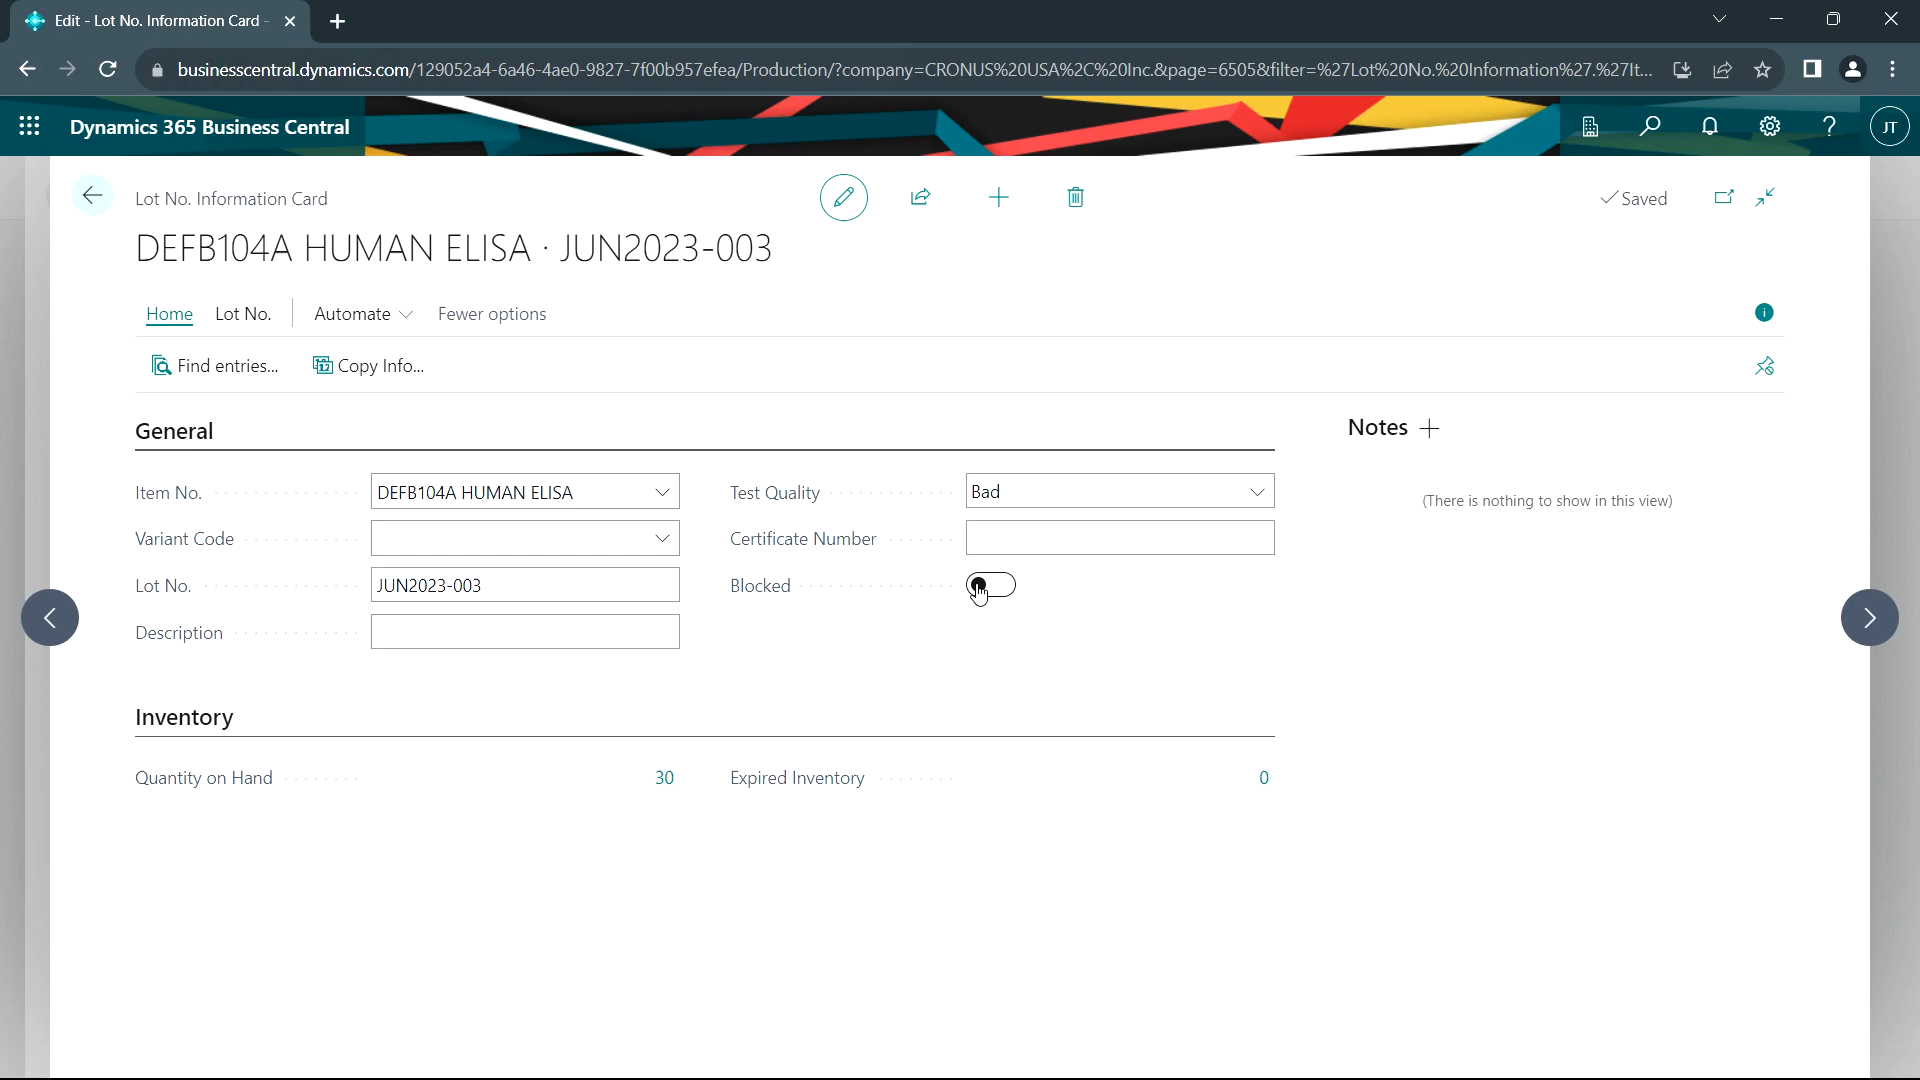 Edit - Lot No. Information Card -
businesscentral.dynamics.com/129052a4-6a46-4ae0-9827-7f00b957efea/Production/?company=CRONUS%20USA%2C%20Inc.&page=6505&filter=%27Lot%20No.%20Information%27.%27It...
Dynamics 365 Business Central
JT
Lot No. Information Card
Saved
DEFB104A HUMAN ELISA · JUN2023-003
Home Lot No. Automate Fewer options
Find entries... Copy Info...
General
Notes
Item No. DEFB104A HUMAN ELISA
Test Quality Bad
(There is nothing to show in this view)
Variant Code
Certificate Number
Lot No. JUN2023-003
Blocked
Description
Inventory
Quantity on Hand 30
Expired Inventory 0